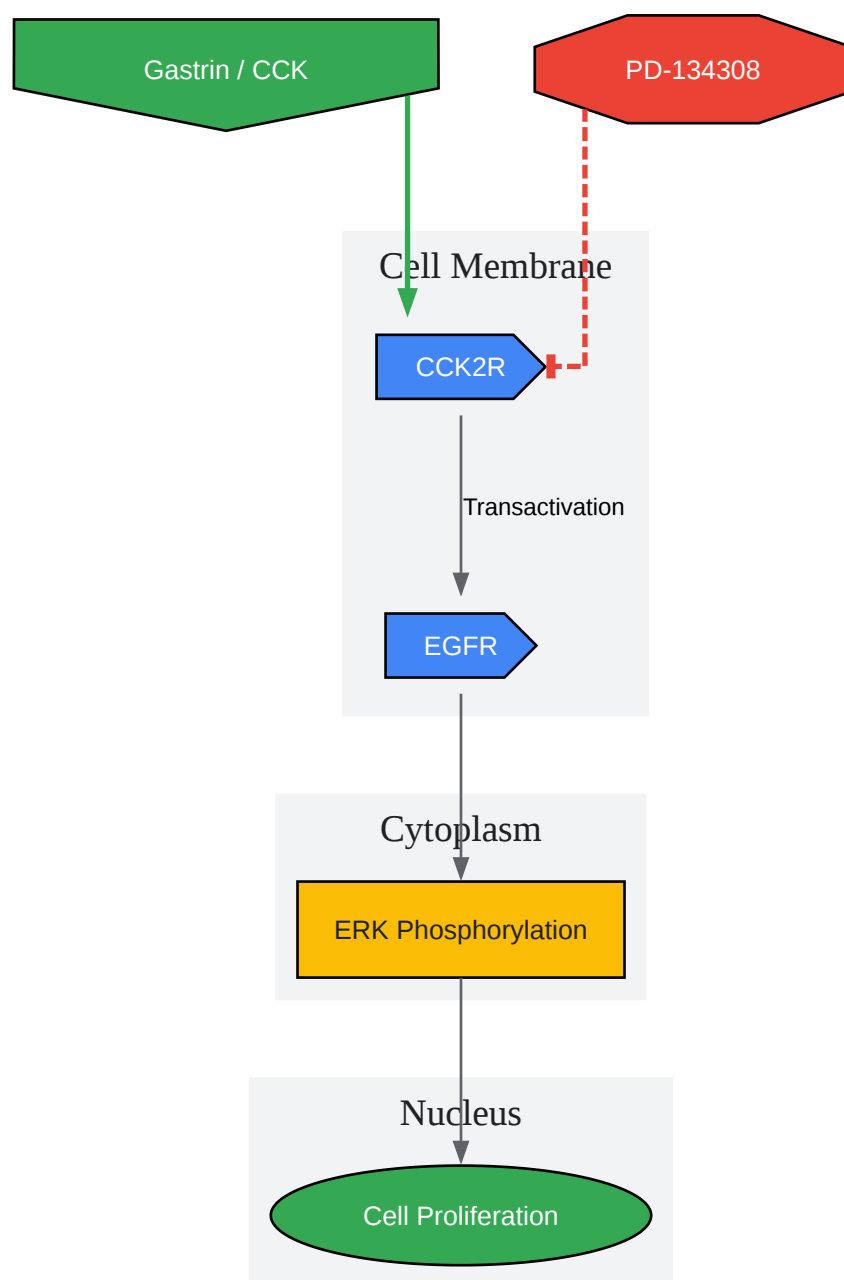 Gastrin / CCK
PD-134308
Cell Membrane
CCK2R
Transactivation
EGFR
Cytoplasm
ERK Phosphorylation
Nucleus
Cell Proliferation